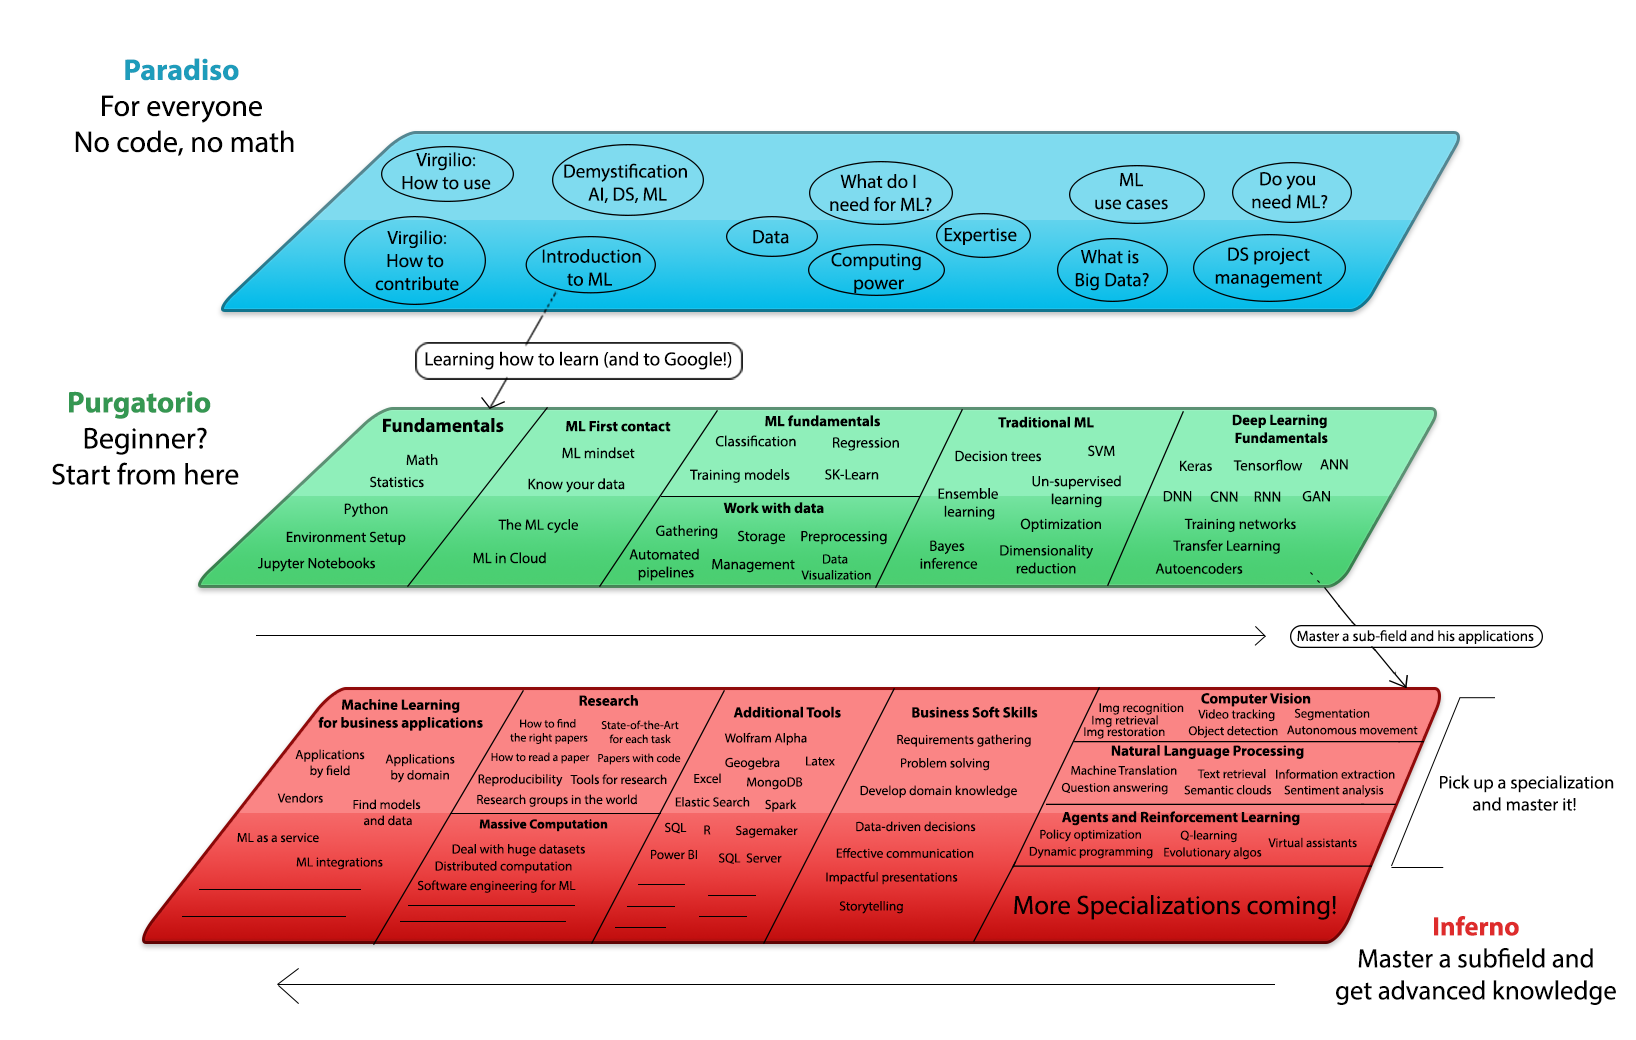 Paradiso
For everyone
No code, no math
Virgilio:
How to use
Demystification
AI, DS, ML
What do I
need for ML?
ML
use cases
Do you
need ML?
Virgilio:
How to
contribute
Introduction
to ML
Data
Computing
power
Expertise
What is
Big Data?
DS project
management
Learning how to learn (and to Google!)
Purgatorio
Beginner?
Start from here
Fundamentals
Math
Statistics
Python
Environment Setup
Jupyter Notebooks
ML First contact
ML mindset
Know your data
The ML cycle
ML in Cloud
ML fundamentals
Classification
Regression
Training models
SK-Learn
Work with data
Gathering
Storage
Preprocessing
Automated
pipelines
Management
Data
Visualization
Traditional ML
Decision trees
SVM
Ensemble
learning
Un-supervised
learning
Optimization
Bayes
inference
Dimensionality
reduction
Deep Learning
Fundamentals
Keras
Tensorflow
ANN
DNN
CNN
RNN
GAN
Training networks
Transfer Learning
Autoencoders
Master a sub-field and his applications
Machine Learning
for business applications
Applications
by field
Applications
by domain
Vendors
Find models
and data
ML as a service
ML integrations
Research
How to find
the right papers
State-of-the-Art
for each task
How to read a paper
Papers with code
Reproducibility
Tools for research
Research groups in the world
Massive Computation
Deal with huge datasets
Distributed computation
Software engineering for ML
Additional Tools
Wolfram Alpha
Geogebra
Latex
Excel
MongoDB
Elastic Search
Spark
SQL
R
Sagemaker
Power BI
SQL Server
Business Soft Skills
Requirements gathering
Problem solving
Develop domain knowledge
Data-driven decisions
Effective communication
Impactful presentations
Storytelling
Computer Vision
Img recognition
Img retrieval
Img restoration
Video tracking
Segmentation
Object detection
Autonomous movement
Natural Language Processing
Machine Translation
Text retrieval
Information extraction
Question answering
Semantic clouds
Sentiment analysis
Agents and Reinforcement Learning
Policy optimization
Q-learning
Virtual assistants
Dynamic programming
Evolutionary algos
More Specializations coming!
Pick up a specialization
and master it!
Inferno
Master a subfield and
get advanced knowledge